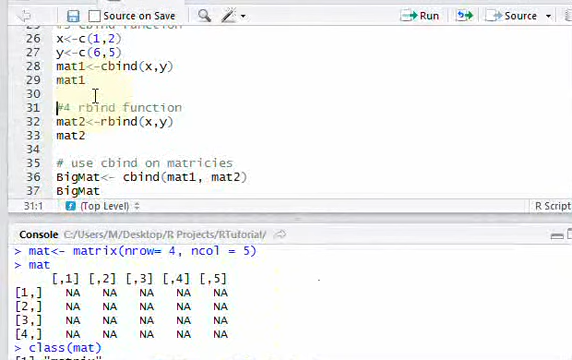 Source on Save Run Source
25 #3 cbind function
26 x<-c(1,2)
27 y<-c(6,5)
28 mat1<-cbind(x,y)
29 mat1
30
31 #4 rbind function
32 mat2<-rbind(x,y)
33 mat2
34
35 # use cbind on matricies
36 BigMat<- cbind(mat1, mat2)
37 BigMat
31:1 (Top Level) R Script
Console C:/Users/M/Desktop/R Projects/RTutorial/
> mat<- matrix(nrow= 4, ncol = 5)
> mat
[,1] [,2] [,3] [,4] [,5]
[1,] NA NA NA NA NA
[2,] NA NA NA NA NA
[3,] NA NA NA NA NA
[4,] NA NA NA NA NA
> class(mat)
[1] "matrix"